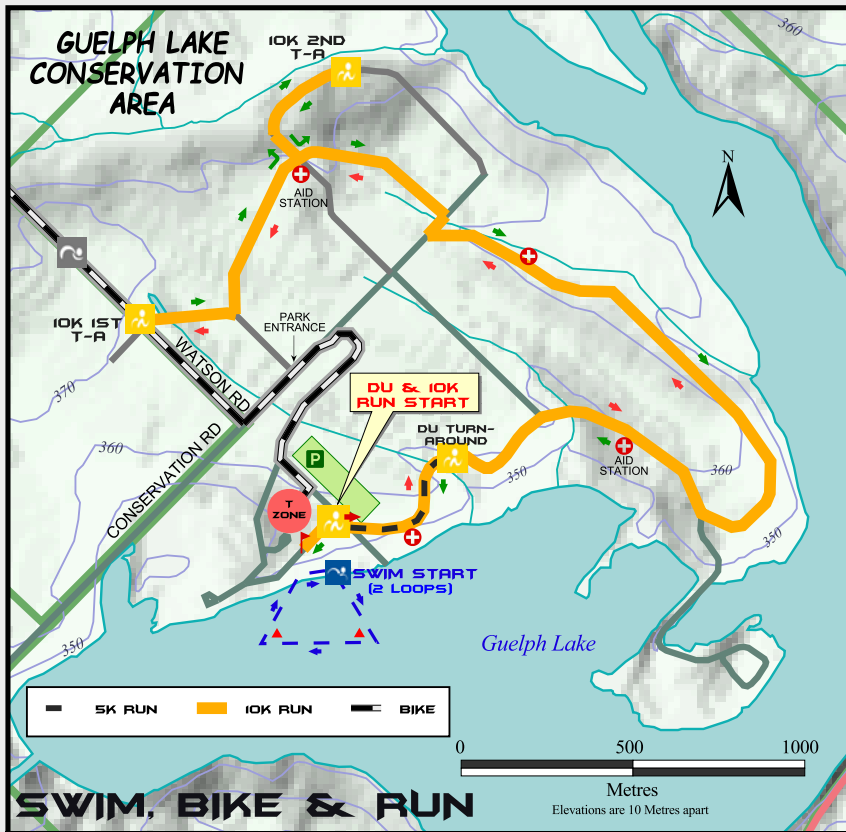 GUELPH LAKE
CONSERVATION
AREA
10K 2ND
T-A
360
N
AID
STATION
10K 1ST
T-A
PARK
ENTRANCE
WATSON RD
370
DU & 10K
RUN START
DU TURN-
AROUND
CONSERVATION RD
360
P
350
AID
STATION
360
T
ZONE
350
SWIM START
(2 LOOPS)
350
Guelph Lake
5K RUN
10K RUN
BIKE
0
500
1000
Metres
Elevations are 10 Metres apart
SWIM, BIKE & RUN